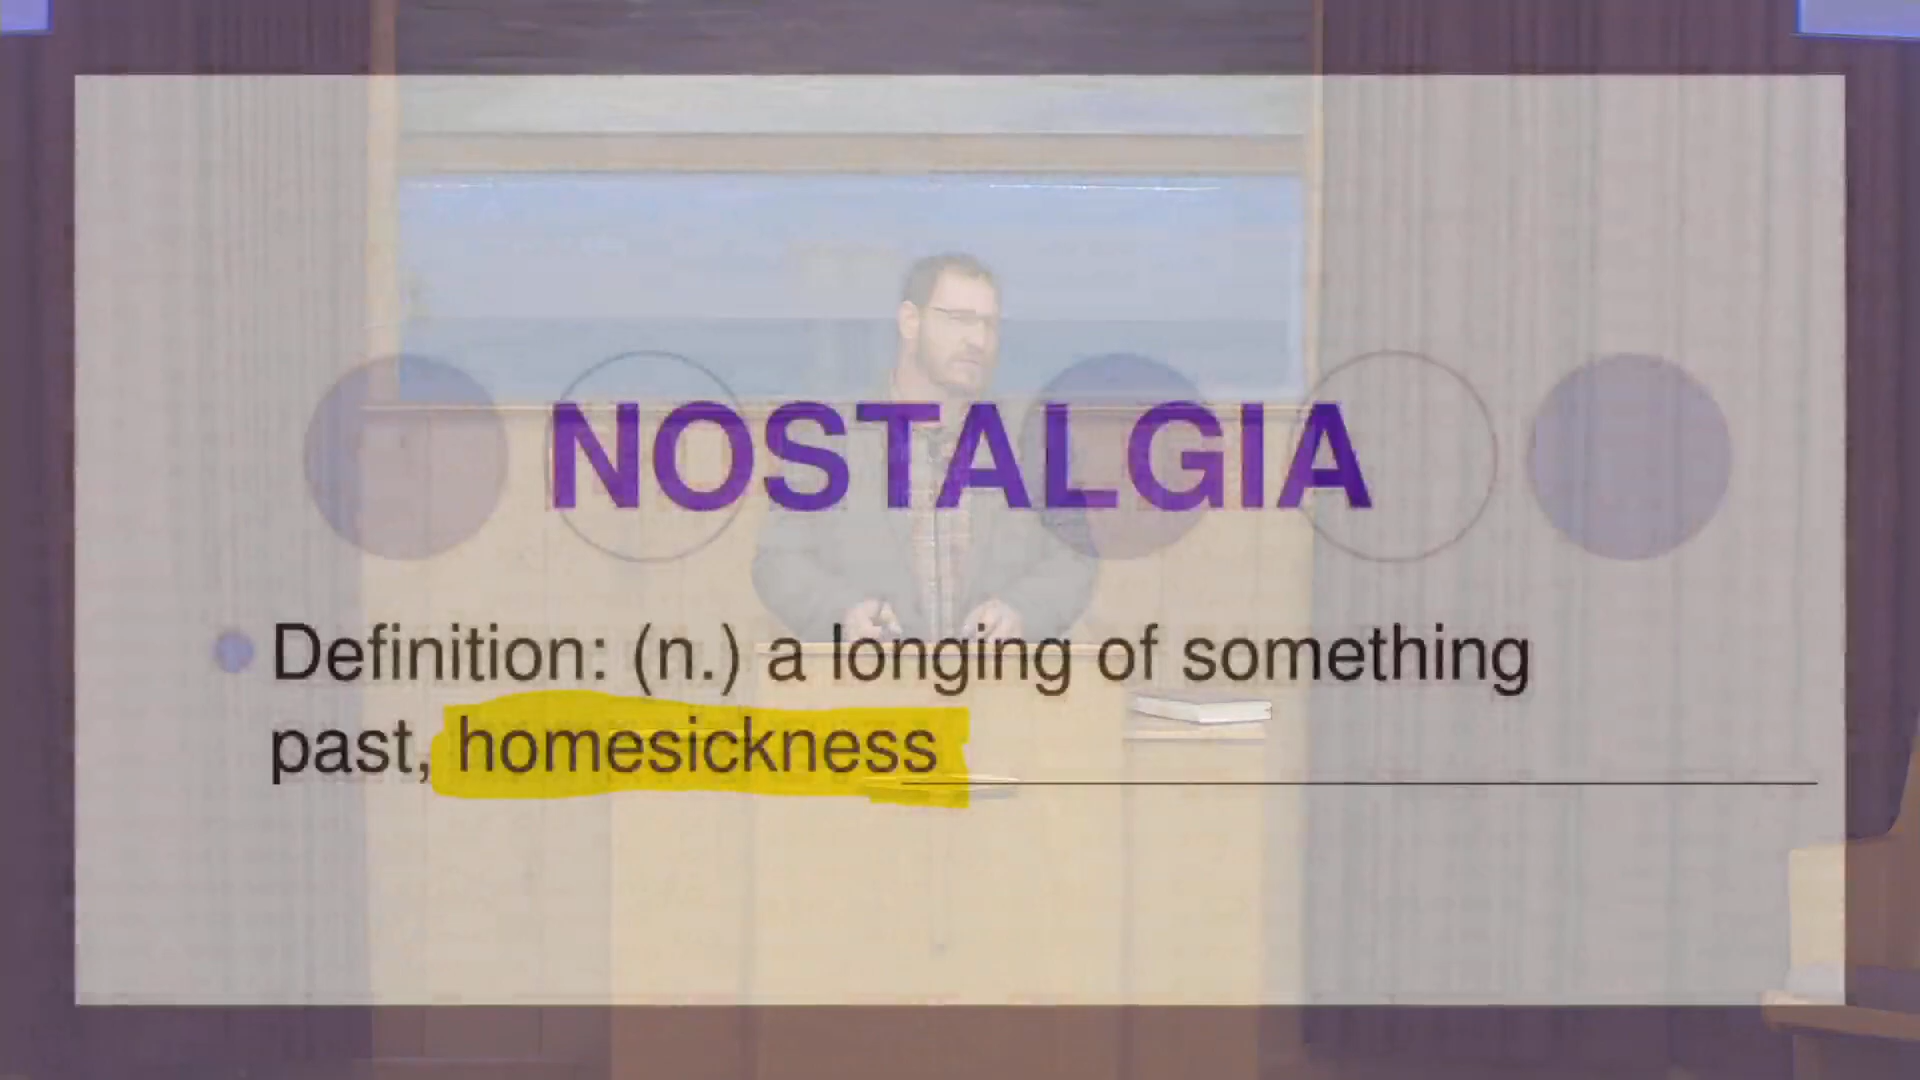 NOSTALGIA
Definition: (n.) a longing of something
past, homesickness